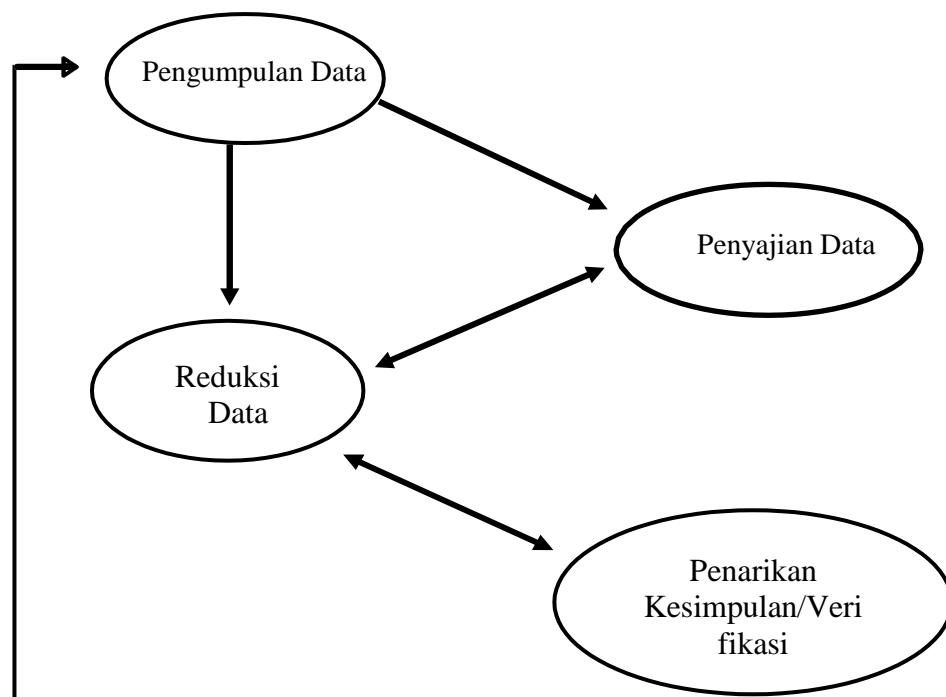 Pengumpulan Data
Penyajian Data
Reduksi
Data
Penarikan
Kesimpulan/Veri
fikasi